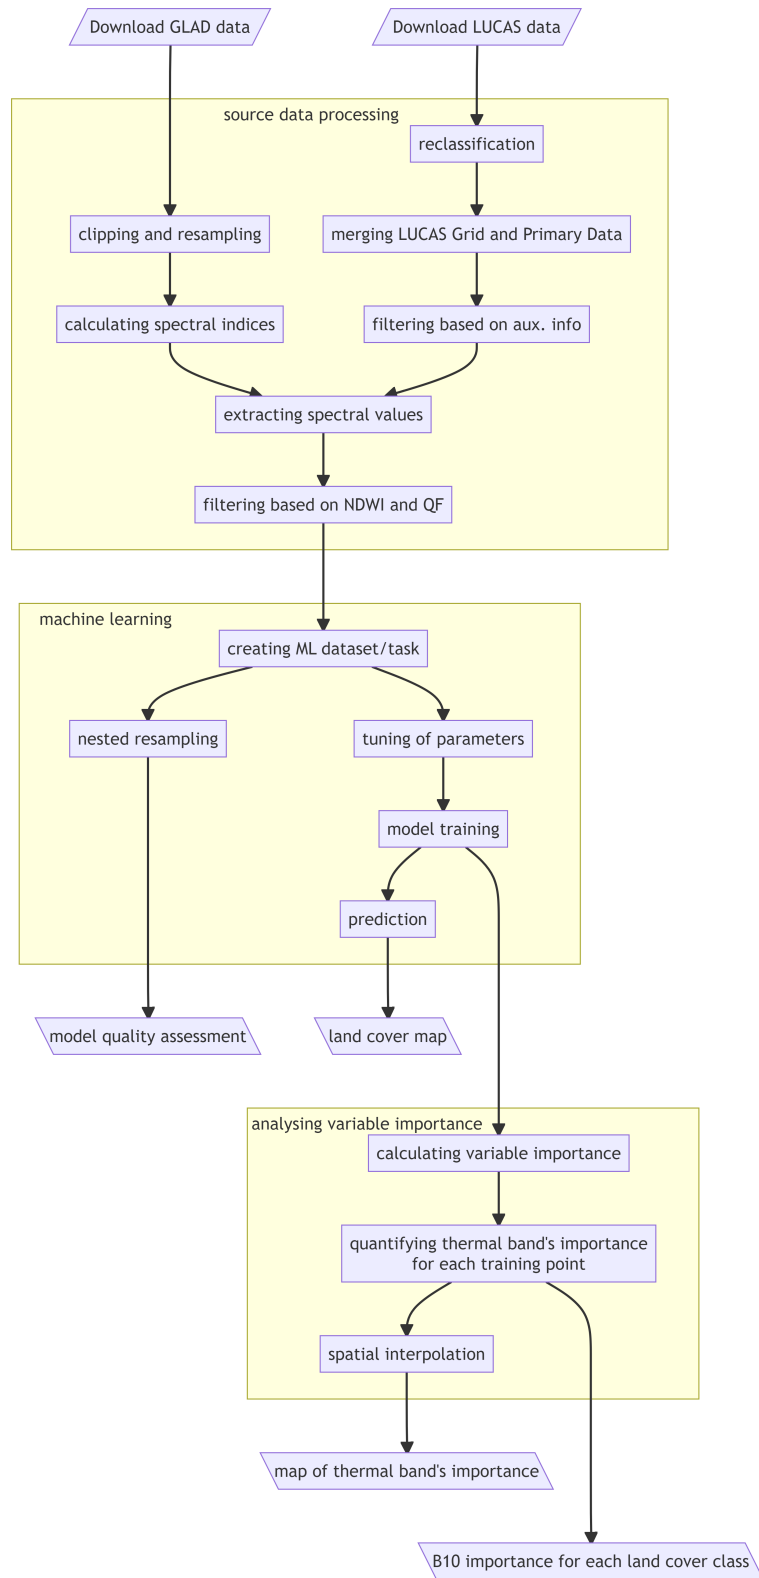 Download GLAD data
Download LUCAS data
source data processing
reclassification
clipping and resampling
merging LUCAS Grid and Primary Data
calculating spectral indices
filtering based on aux. info
extracting spectral values
filtering based on NDWI and QF
machine learning
creating ML dataset/task
nested resampling
tuning of parameters
model training
prediction
model quality assessment
land cover map
analysing variable importance
calculating variable importance
quantifying thermal band's importance
for each training point
spatial interpolation
map of thermal band's importance
B10 importance for each land cover class